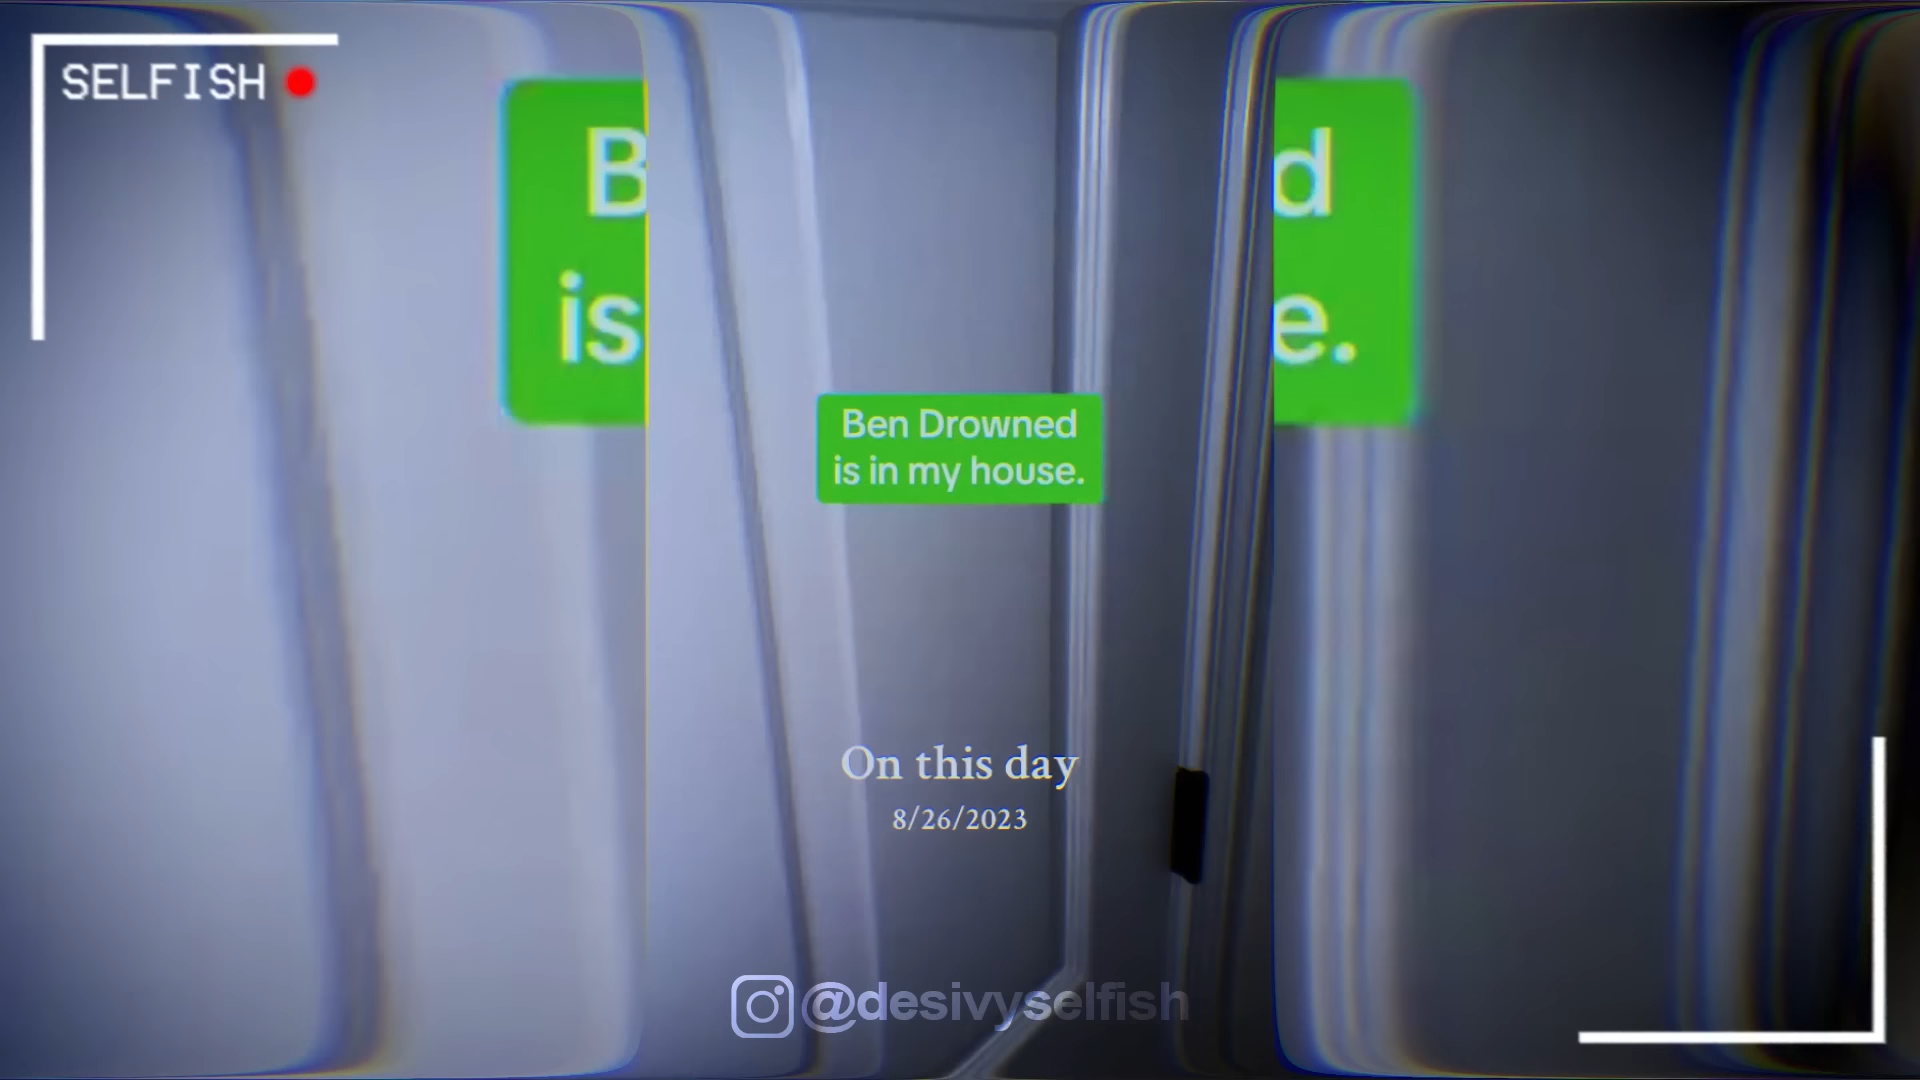 SELFISH
B
d
is
e.
Ben Drowned
is in my house.
On this day
8/26/2023
@desivyselfish